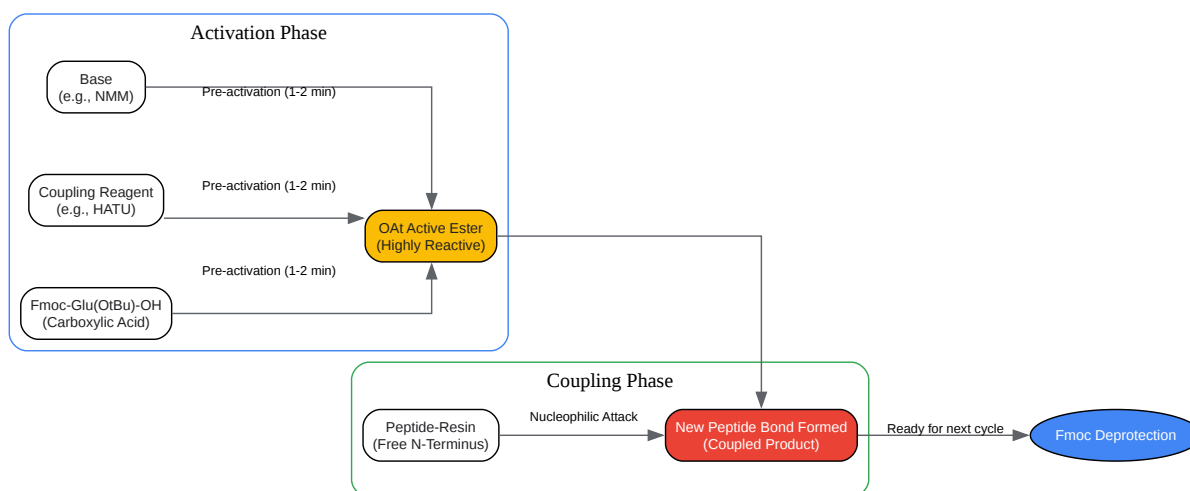 Activation Phase
Base
(e.g., NMM)
Pre-activation (1-2 min)
Coupling Reagent
(e.g., HATU)
Pre-activation (1-2 min)
OAt Active Ester
(Highly Reactive)
Pre-activation (1-2 min)
Fmoc-Glu(OtBu)-OH
(Carboxylic Acid)
Coupling Phase
Peptide-Resin
(Free N-Terminus)
Nucleophilic Attack
New Peptide Bond Formed
(Coupled Product)
Ready for next cycle
Fmoc Deprotection